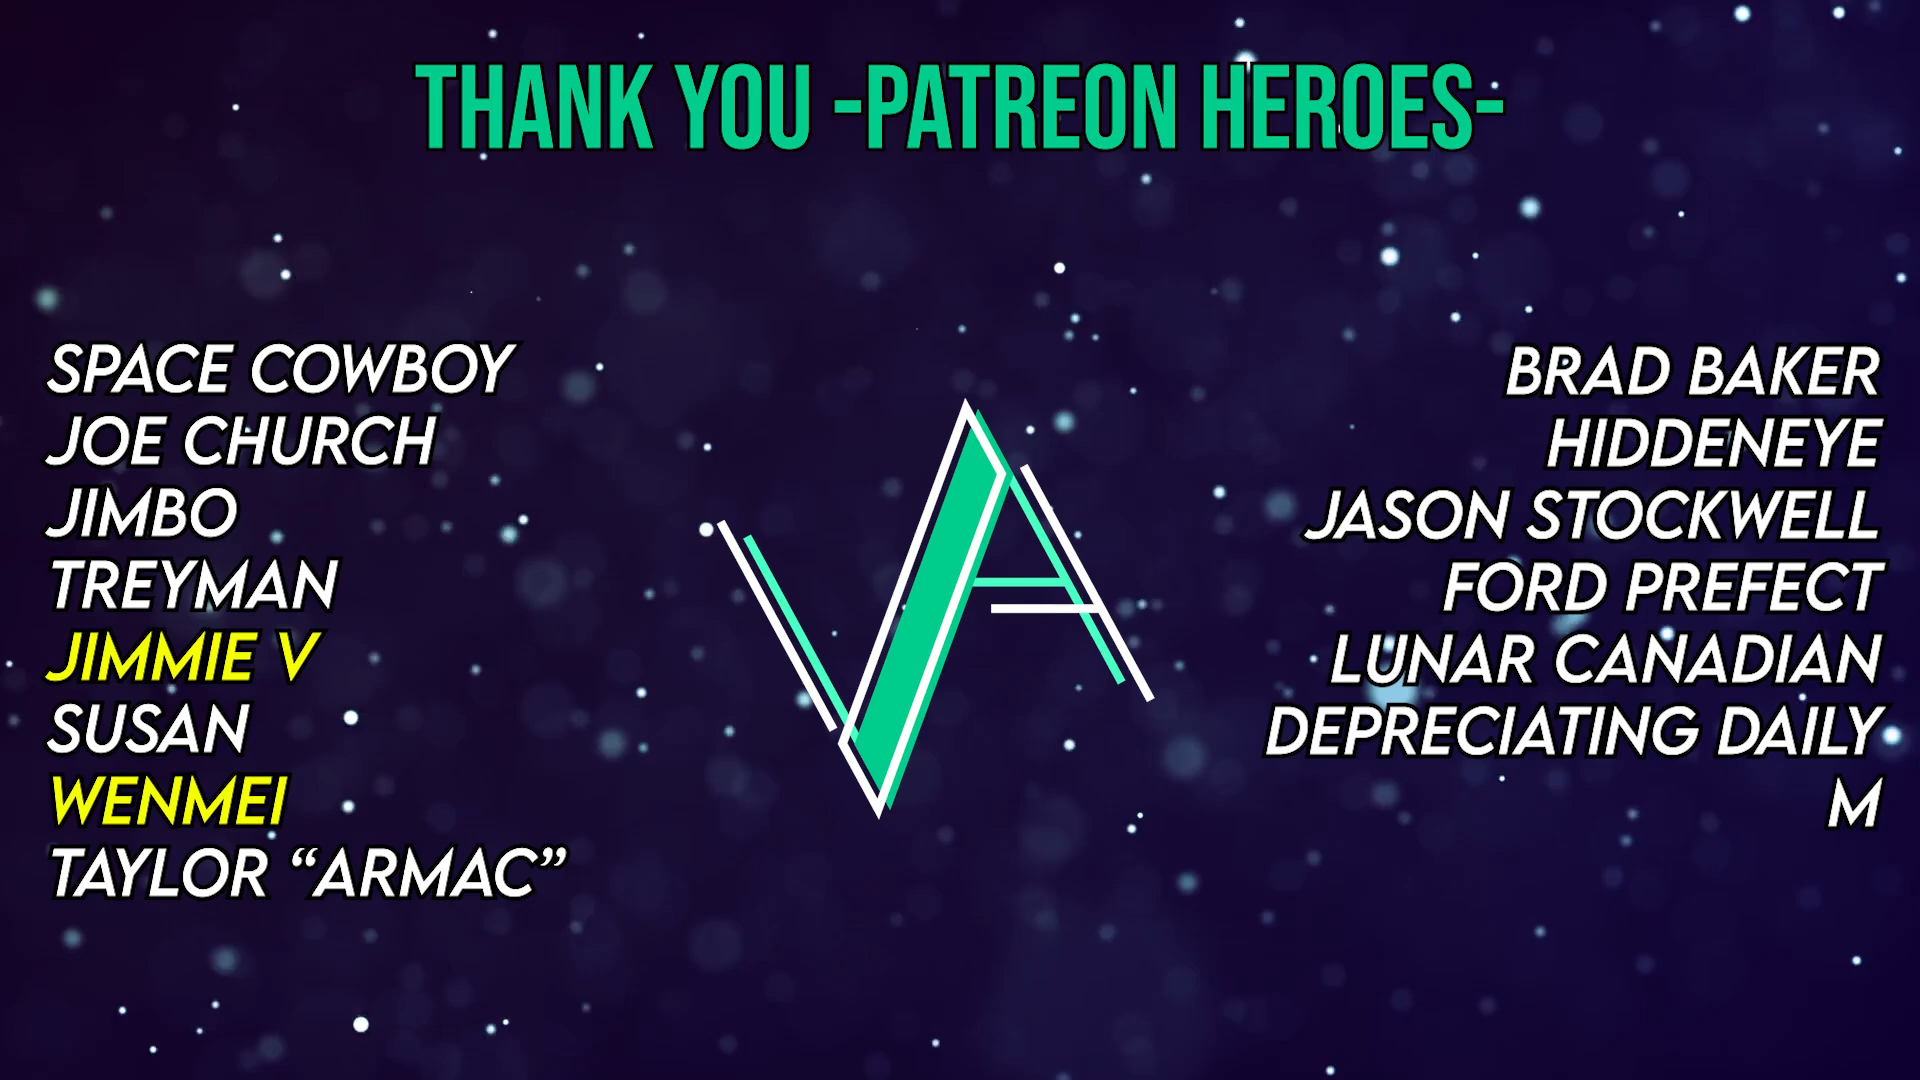 THANK YOU -PATREON HEROES-
SPACE COWBOY
JOE CHURCH
JIMBO
TREYMAN
JIMMIE V
SUSAN
WENMEI
TAYLOR “ARMAC”
VA
BRAD BAKER
HIDDENEYE
JASON STOCKWELL
FORD PREFECT
LUNAR CANADIAN
DEPRECIATING DAILY
M